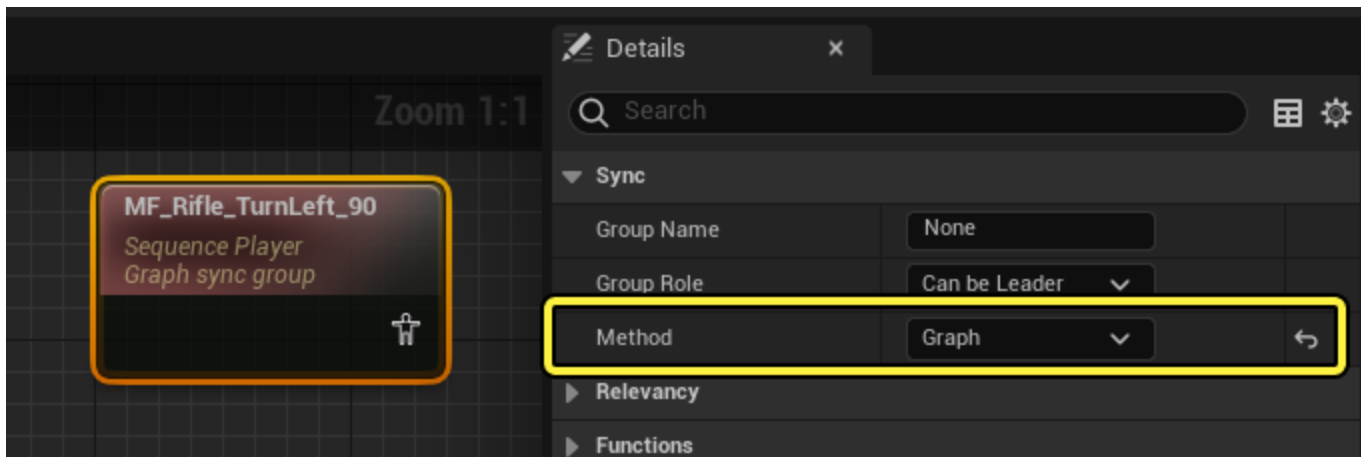 Details
Zoom 1:1
Search
Sync
MF_Rifle_TurnLeft_90
Sequence Player
Graph sync group
Group Name
None
Group Role
Can be Leader
Method
Graph
Relevancy
Functions